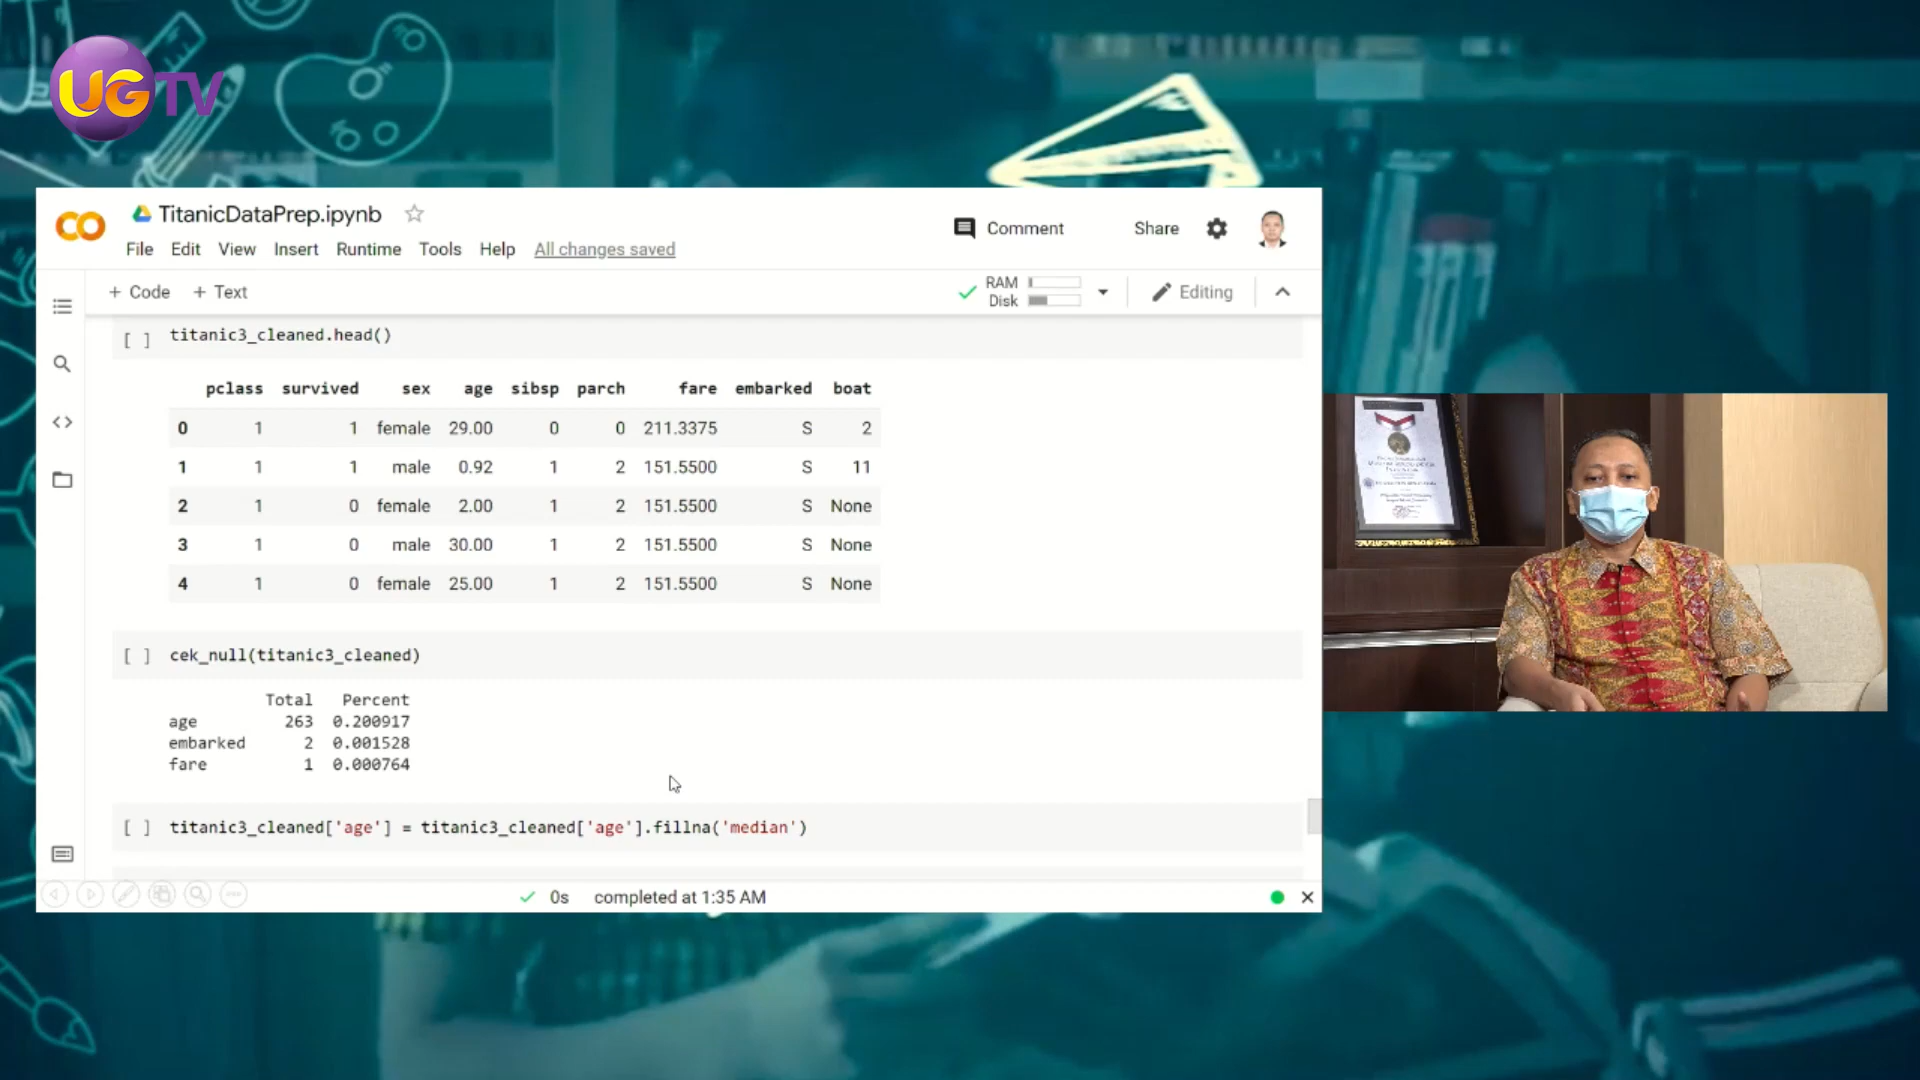 UGTV
TitanicDataPrep.ipynb
Comment
Share
File Edit View Insert Runtime Tools Help All changes saved
+ Code + Text
RAM
Disk
Editing
[ ] titanic3_cleaned.head()
pclass survived sex age sibsp parch fare embarked boat
0 1 1 female 29.00 0 0 211.3375 S 2
1 1 1 male 0.92 1 2 151.5500 S 11
2 1 0 female 2.00 1 2 151.5500 S None
3 1 0 male 30.00 1 2 151.5500 S None
4 1 0 female 25.00 1 2 151.5500 S None
[ ] cek_null(titanic3_cleaned)
Total Percent
age 263 0.200917
embarked 2 0.001528
fare 1 0.000764
[ ] titanic3_cleaned['age'] = titanic3_cleaned['age'].fillna('median')
0s completed at 1:35 AM